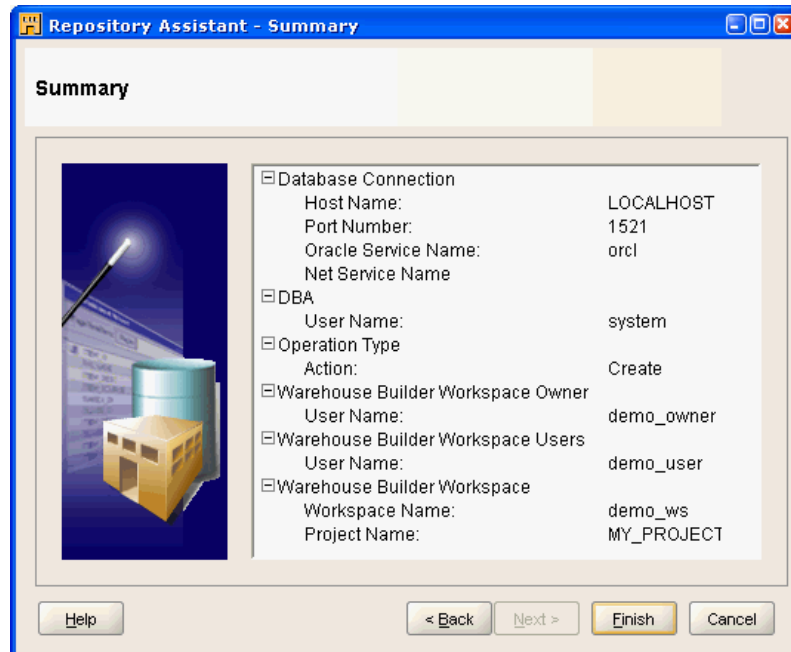 Repository Assistant - Summary
Summary
Database Connection
Host Name: LOCALHOST
Port Number: 1521
Oracle Service Name: orcl
Net Service Name
DBA
User Name: system
Operation Type
Action: Create
Warehouse Builder Workspace Owner
User Name: demo_owner
Warehouse Builder Workspace Users
User Name: demo_user
Warehouse Builder Workspace
Workspace Name: demo_ws
Project Name: MY_PROJECT
Help
< Back
Next >
Finish
Cancel